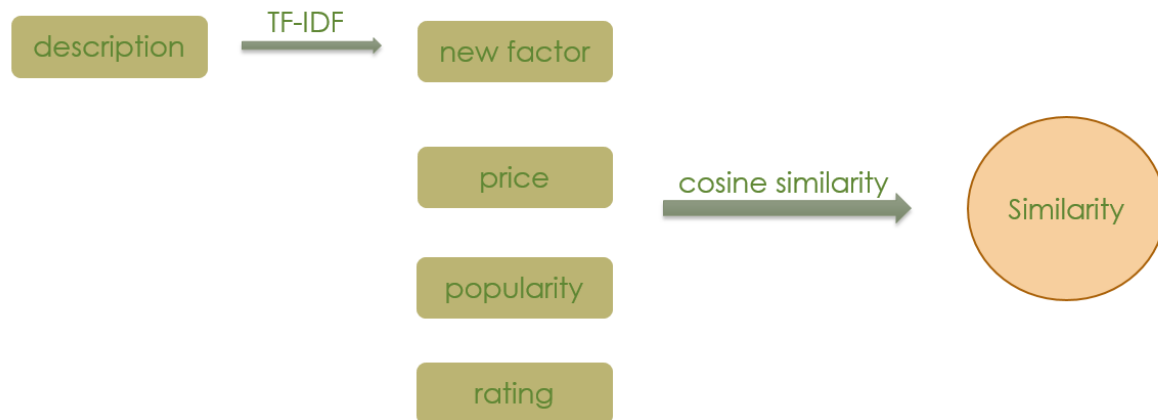 description
TF-IDF
new factor
price
cosine similarity
Similarity
popularity
rating